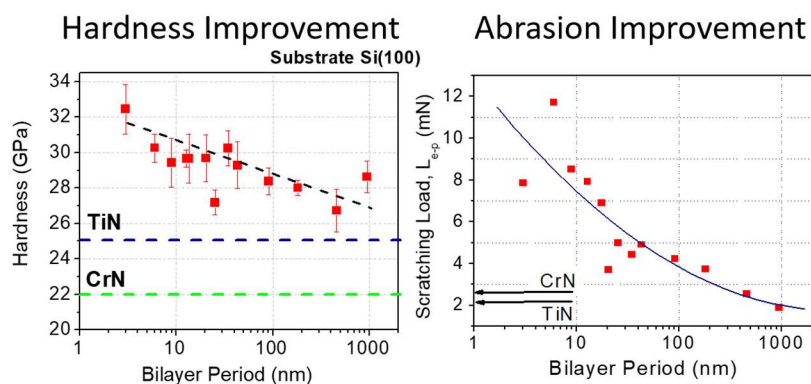 Hardness Improvement
Substrate Si(100)
34
32
30
28
26
24
22
20
Hardness (GPa)
TiN
CrN
1
10
100
1000
Bilayer Period (nm)
Abrasion Improvement
12
10
8
6
4
2
Scratching Load, L e-p (mN)
CrN
TiN
1
10
100
1000
Bilayer Period (nm)